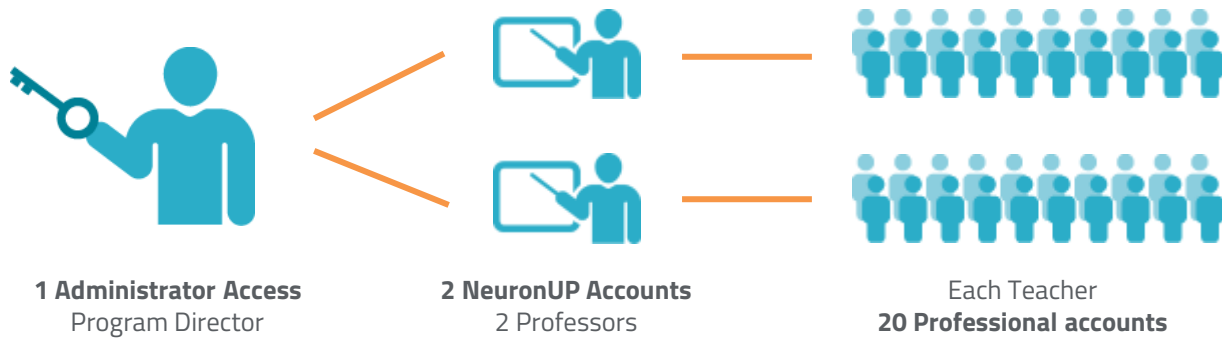 1 Administrator Access
Program Director
2 NeuronUP Accounts
2 Professors
Each Teacher
20 Professional accounts